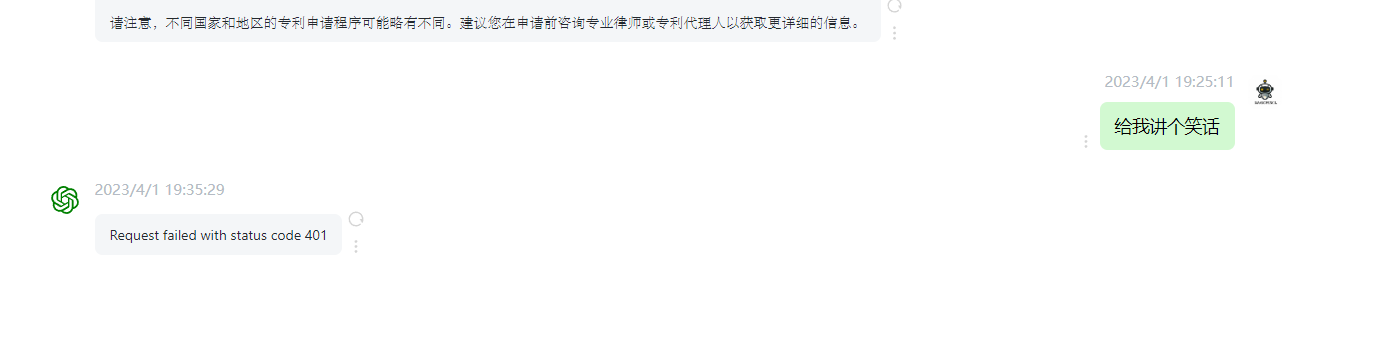 请注意，不同国家和地区的专利申请程序可能略有不同。建议您在申请前咨询专业律师或专利代理人以获取更详细的信息。
2023/4/1 19:25:11
给我讲个笑话
2023/4/1 19:35:29
Request failed with status code 401